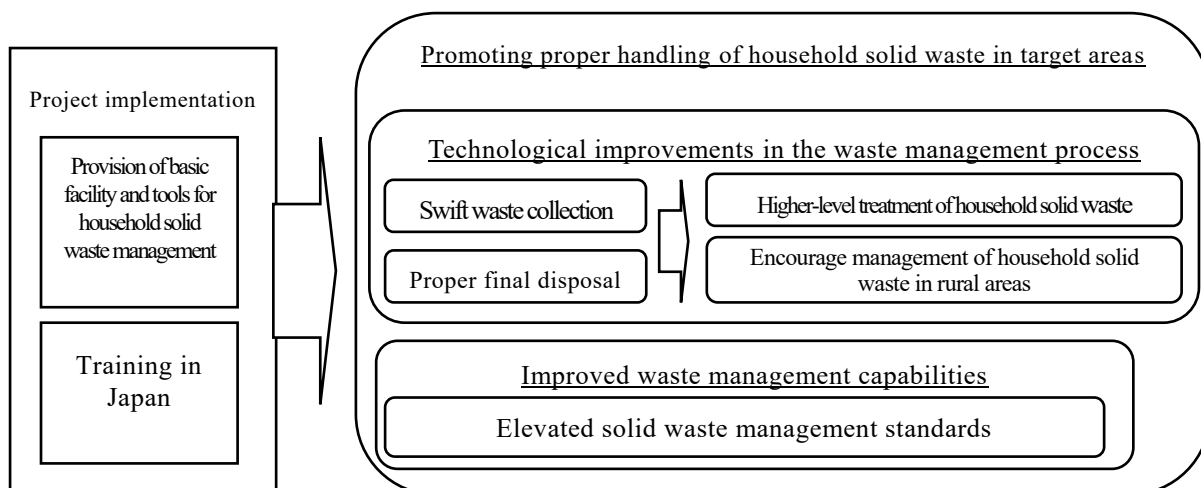 Project implementation
Provision of basic
facility and tools for
household solid
waste management
Training in
Japan
Promoting proper handling of household solid waste in target areas
Technological improvements in the waste management process
Swift waste collection
Proper final disposal
Higher-level treatment of household solid waste
Encourage management of household solid
waste in rural areas
Improved waste management capabilities
Elevated solid waste management standards